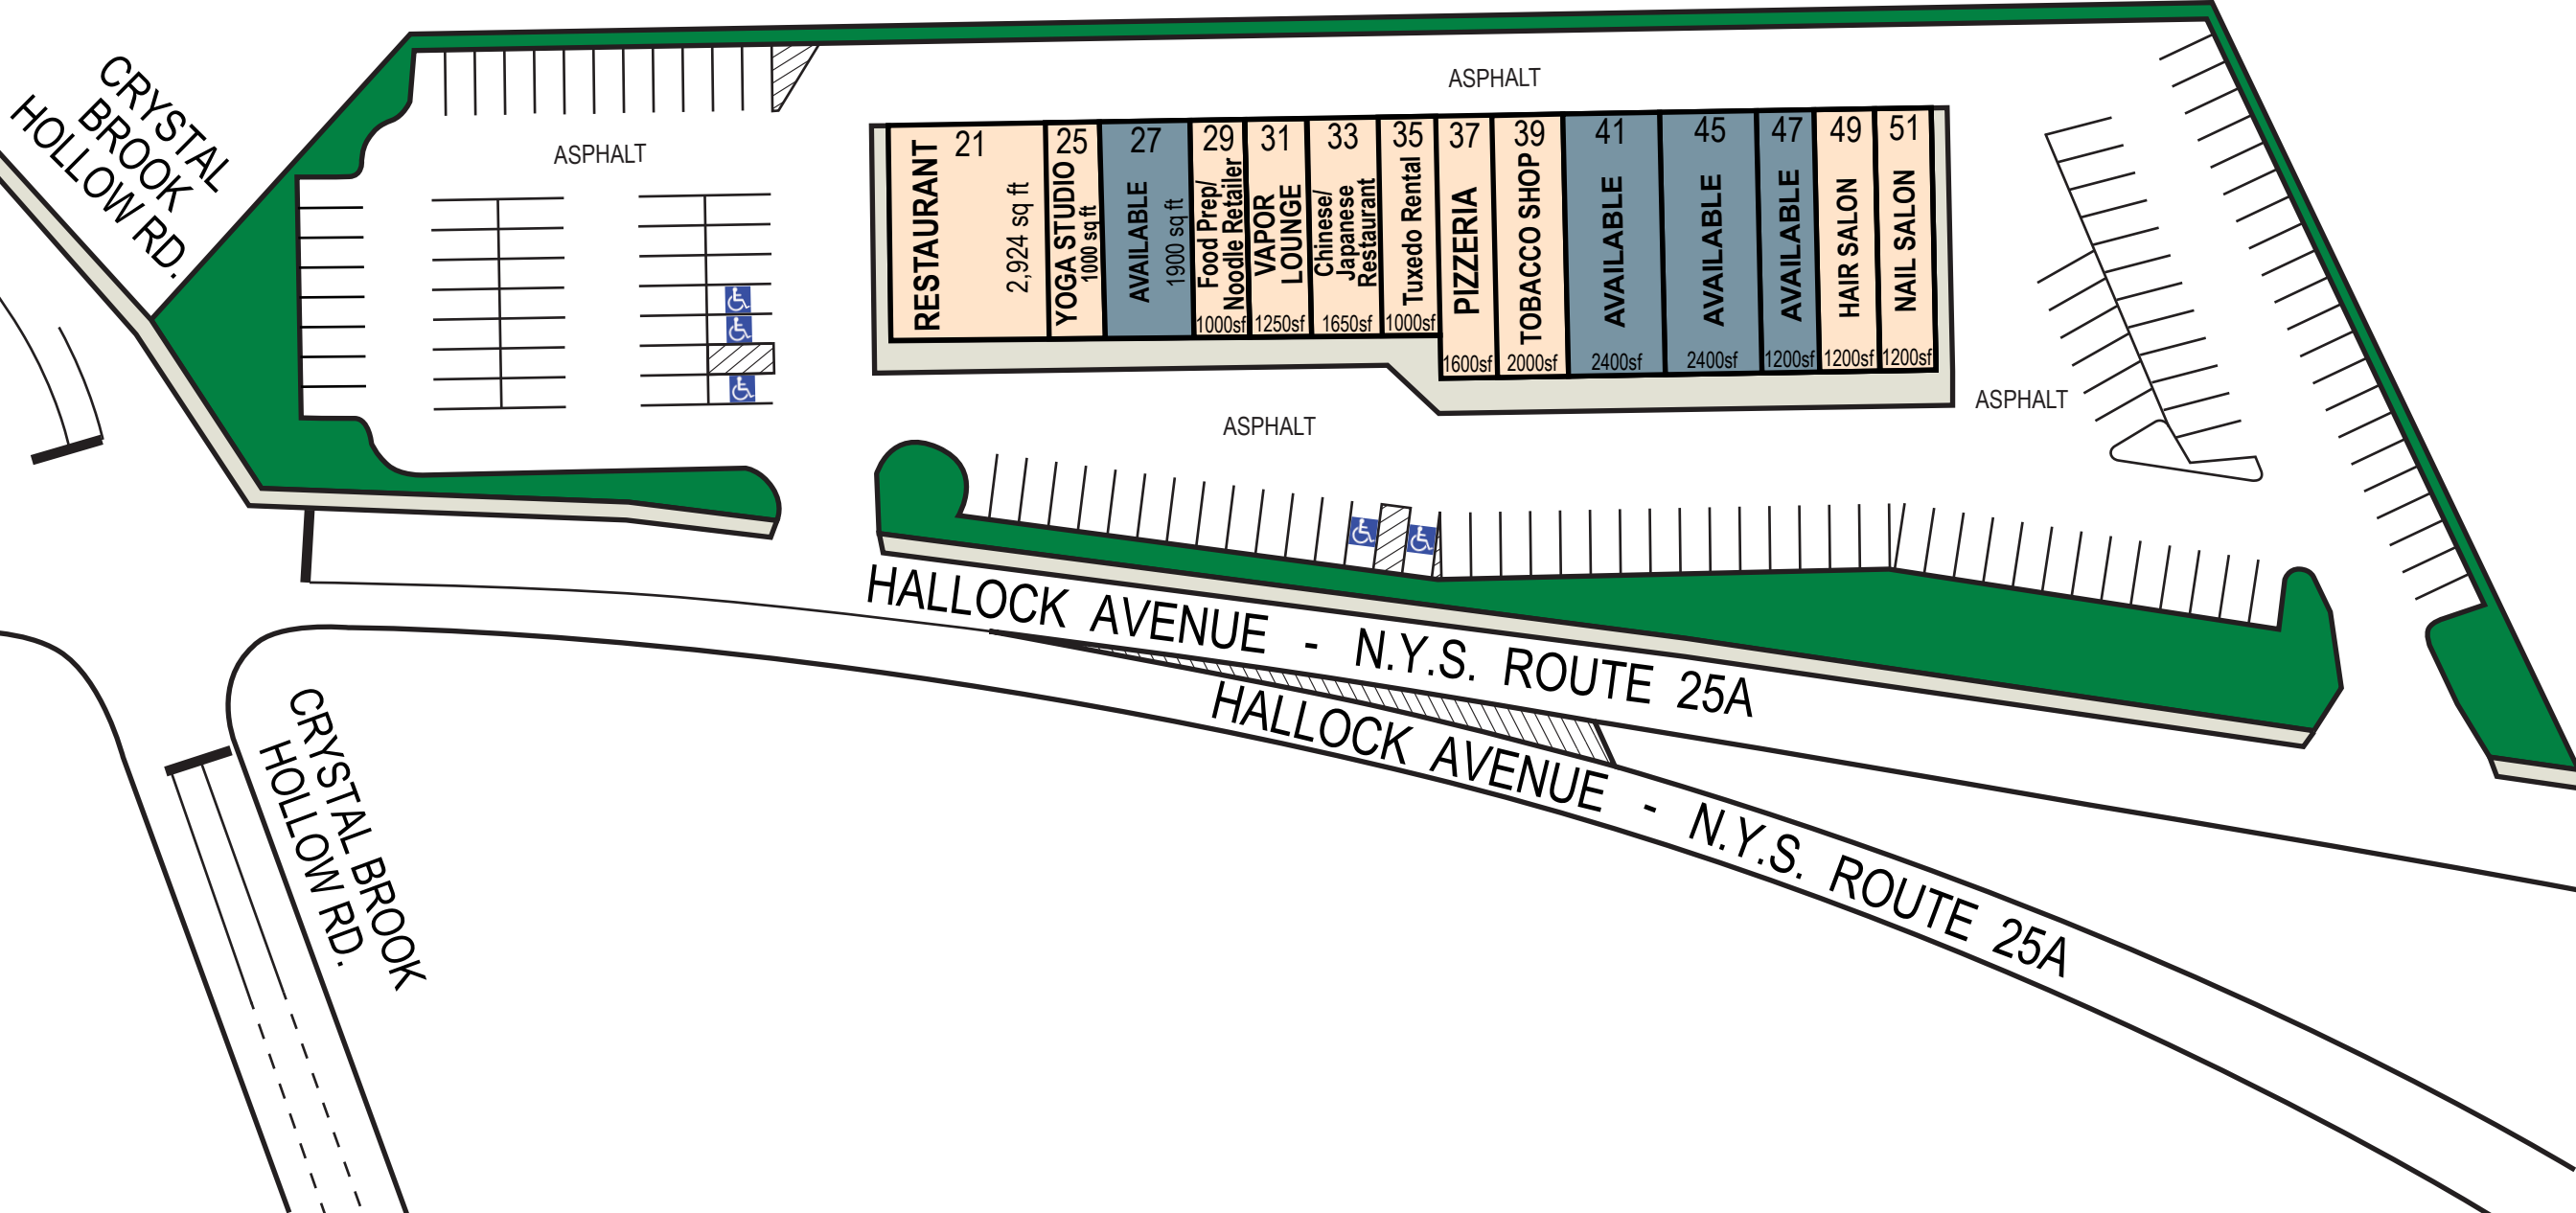 CRYSTAL
BROOK
HOLLOW RD.
ASPHALT
ASPHALT
21
RESTAURANT
2,924 sq ft
25
YOGA STUDIO
1000 sq ft
27
AVAILABLE
1900 sq ft
29
Food Prep/
Noodle Retailer
1000sf
31
VAPOR
LOUNGE
1250sf
33
Chinese/
Japanese
Restaurant
1650sf
35
Tuxedo Rental
1000sf
37
PIZZERIA
1600sf
39
TOBACCO SHOP
2000sf
41
AVAILABLE
2400sf
45
AVAILABLE
2400sf
47
AVAILABLE
1200sf
49
HAIR SALON
1200sf
51
NAIL SALON
1200sf
ASPHALT
ASPHALT
HALLOCK AVENUE - N.Y.S. ROUTE 25A
HALLOCK AVENUE - N.Y.S. ROUTE 25A
CRYSTAL BROOK
HOLLOW RD.